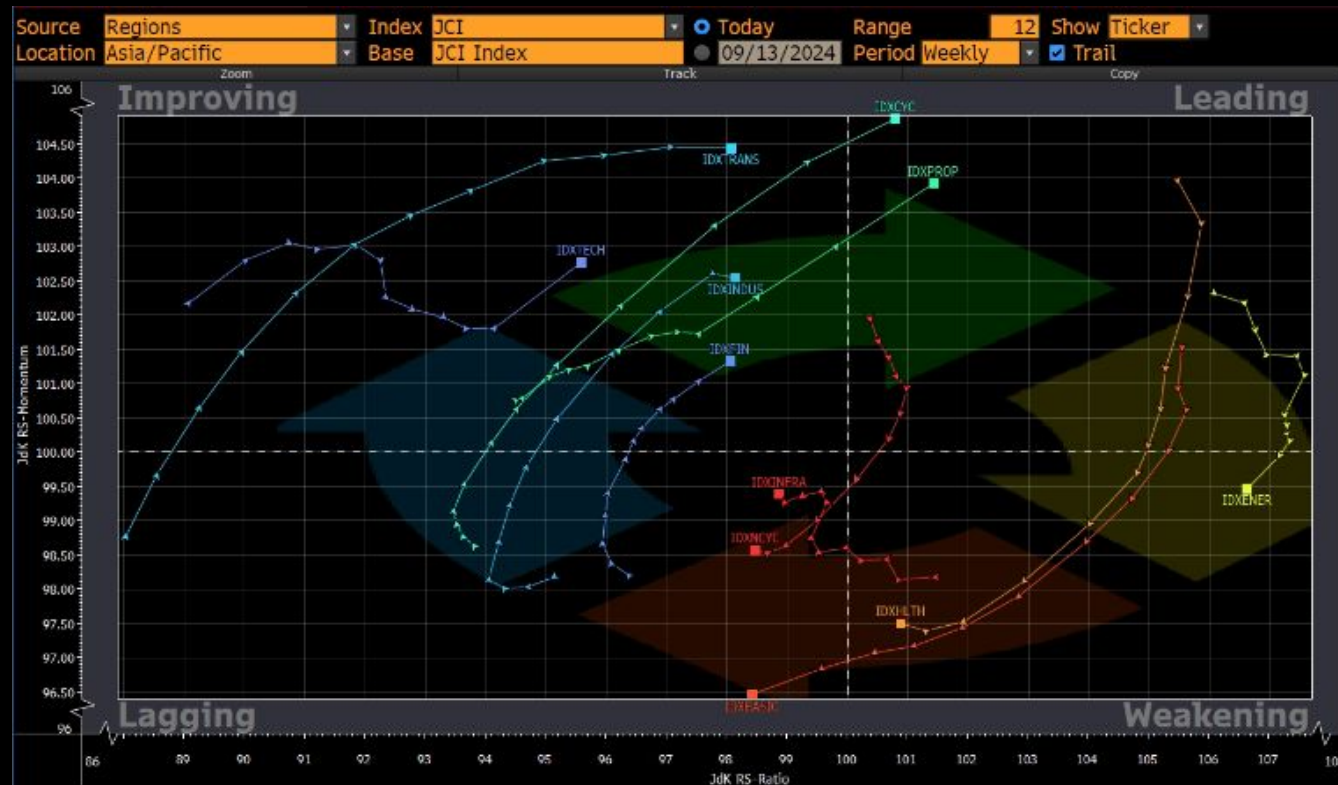 Source Regions Index JCI Today Range 12 Show Ticker
Location Asia/Pacific Base JCI Index 09/13/2024 Period Weekly Trail
Zoom Track Copy
106
Improving Leading
IDXCYC
104.50
IDXTRANS
104.00
IDXPROP
103.50
103.00
IDXTECH
102.50
IDXINDUS
102.00
101.50
IDXFIN
101.00
100.50
JdK RS-Momentum
100.00
99.50
IDXINFRA
IDXENER
99.00
98.50
IDXNCYC
98.00
IDXHLTH
97.50
97.00
96.50
IDXBASIC
Lagging Weakening
96
86 89 90 91 92 93 94 95 96 97 98 99 100 101 102 103 104 105 106 107 10
JdK RS-Ratio